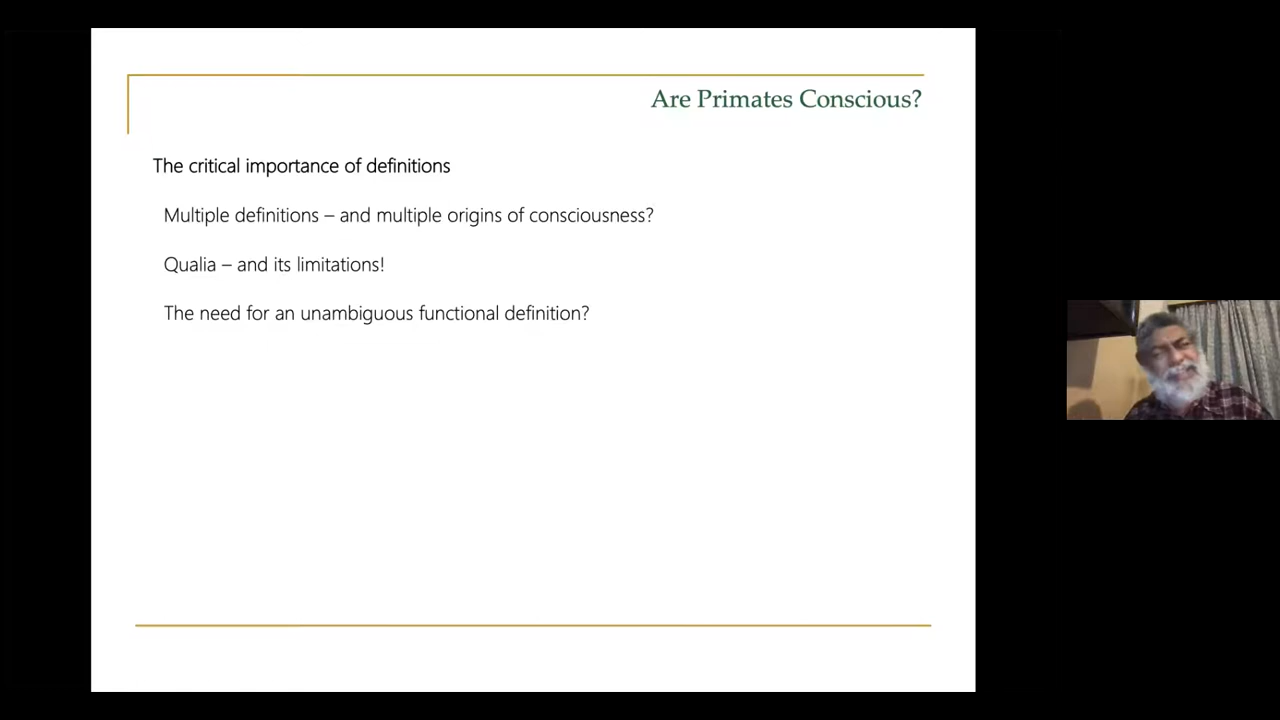 Are Primates Conscious?
The critical importance of definitions
Multiple definitions – and multiple origins of consciousness?
Qualia – and its limitations!
The need for an unambiguous functional definition?